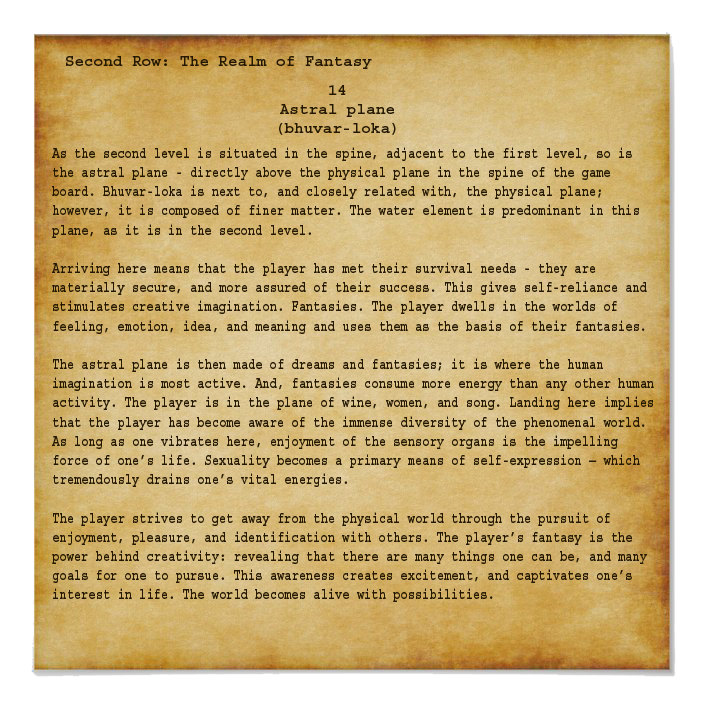 Second Row: The Realm of Fantasy
14
Astral plane
(bhuvar-loka)
As the second level is situated in the spine, adjacent to the first level, so is
the astral plane - directly above the physical plane in the spine of the game
board. Bhuvar-loka is next to, and closely related with, the physical plane;
however, it is composed of finer matter. The water element is predominant in this
plane, as it is in the second level.
Arriving here means that the player has met their survival needs - they are
materially secure, and more assured of their success. This gives self-reliance and
stimulates creative imagination. Fantasies. The player dwells in the worlds of
feeling, emotion, idea, and meaning and uses them as the basis of their fantasies.
The astral plane is then made of dreams and fantasies; it is where the human
imagination is most active. And, fantasies consume more energy than any other human
activity. The player is in the plane of wine, women, and song. Landing here implies
that the player has become aware of the immense diversity of the phenomenal world.
As long as one vibrates here, enjoyment of the sensory organs is the impelling
force of one’s life. Sexuality becomes a primary means of self-expression – which
tremendously drains one’s vital energies.
The player strives to get away from the physical world through the pursuit of
enjoyment, pleasure, and identification with others. The player’s fantasy is the
power behind creativity: revealing that there are many things one can be, and many
goals for one to pursue. This awareness creates excitement, and captivates one’s
interest in life. The world becomes alive with possibilities.